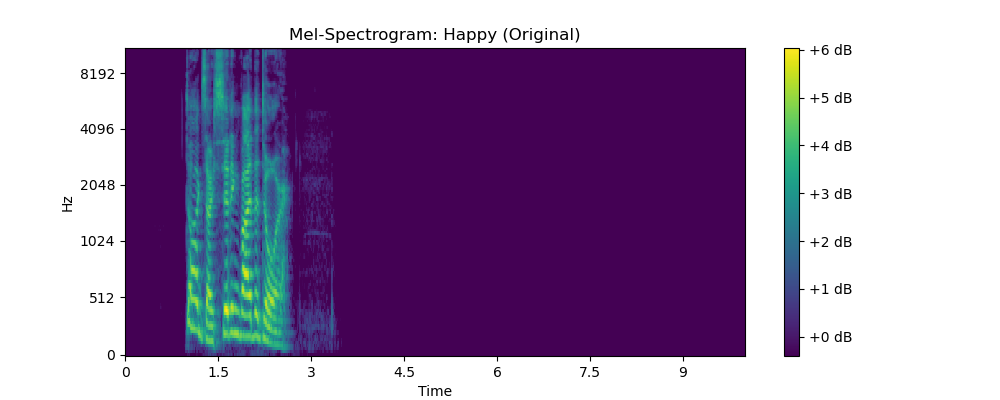 Mel-Spectrogram: Happy (Original)
8192
4096
2048
1024
512
0
Hz
0
1.5
3
4.5
6
7.5
9
Time
+6 dB
+5 dB
+4 dB
+3 dB
+2 dB
+1 dB
+0 dB